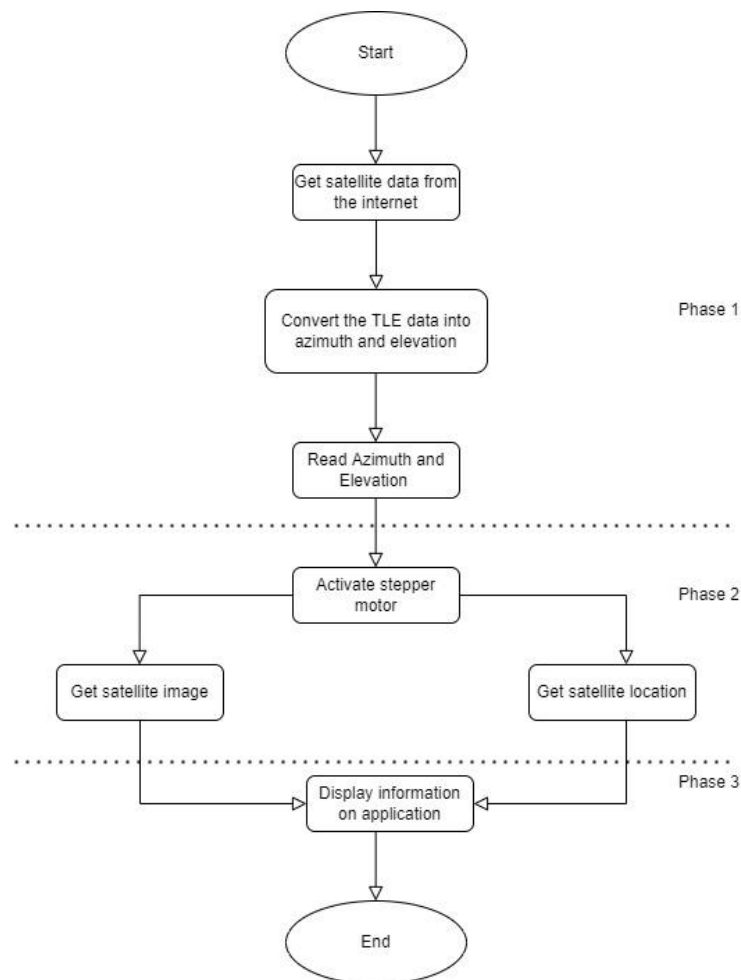 Start
Get satellite data from
the internet
Convert the TLE data into
azimuth and elevation
Phase 1
Read Azimuth and
Elevation
Activate stepper
motor
Phase 2
Get satellite image
Get satellite location
Phase 3
Display information
on application
End